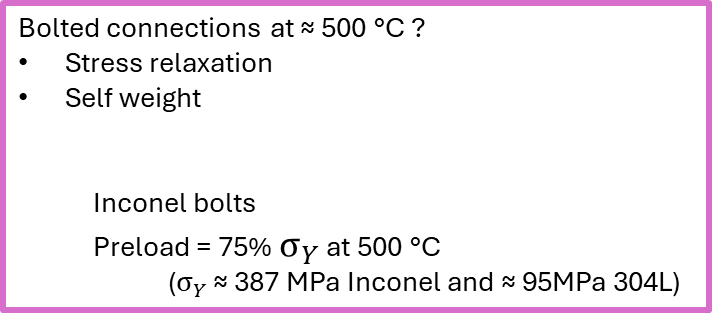 Bolted connections at ≈ 500 °C ?
• Stress relaxation
• Self weight
Inconel bolts
Preload = 75% σY at 500 °C
(σY ≈ 387 MPa Inconel and ≈ 95MPa 304L)